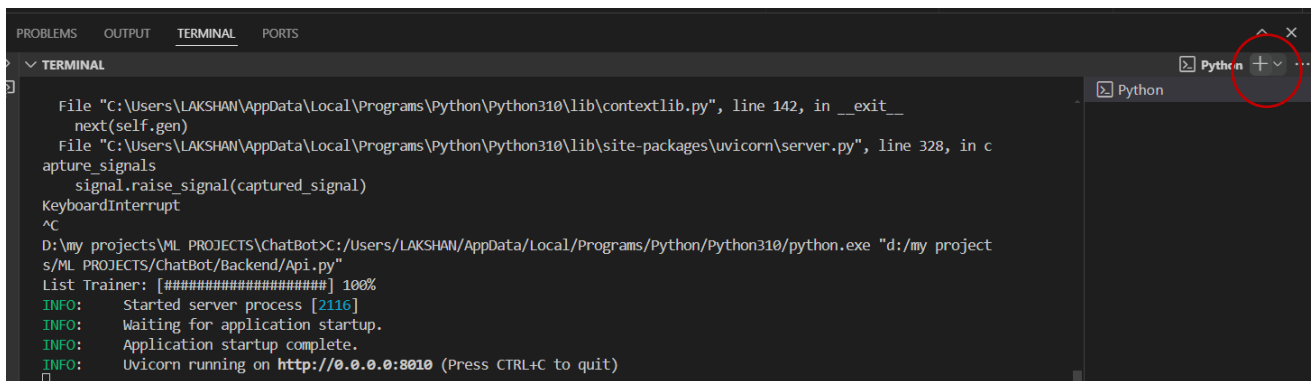 PROBLEMS OUTPUT TERMINAL PORTS
TERMINAL
Python
Python
File "C:\Users\LAKSHAN\AppData\Local\Programs\Python\Python310\lib\contextlib.py", line 142, in __exit__
next(self.gen)
File "C:\Users\LAKSHAN\AppData\Local\Programs\Python\Python310\lib\site-packages\uvicorn\server.py", line 328, in c
apture_signals
signal.raise_signal(captured_signal)
KeyboardInterrupt
^C
D:\my projects\ML PROJECTS\ChatBot>C:/Users/LAKSHAN/AppData/Local/Programs/Python/Python310/python.exe "d:/my project
s/ML PROJECTS/ChatBot/Backend/Api.py"
List Trainer: [####################] 100%
INFO: Started server process [2116]
INFO: Waiting for application startup.
INFO: Application startup complete.
INFO: Uvicorn running on http://0.0.0.0:8010 (Press CTRL+C to quit)